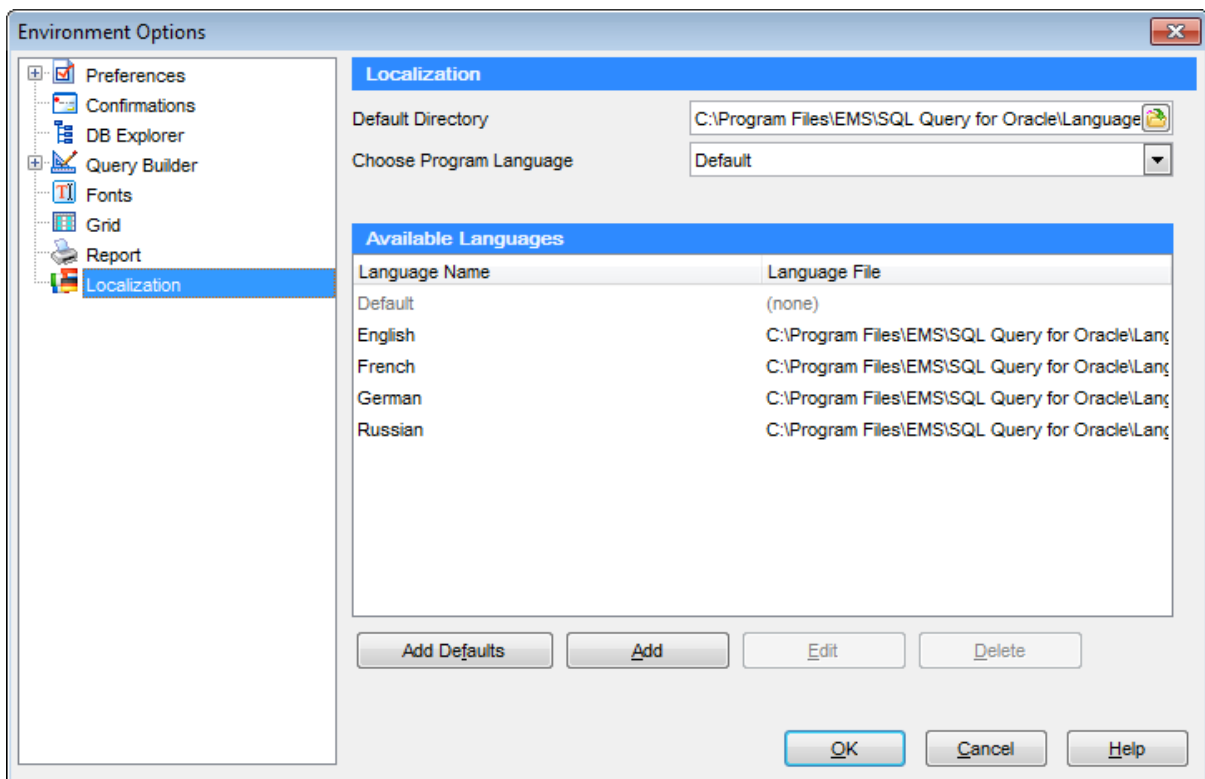 Environment Options
Preferences
Confirmations
DB Explorer
Query Builder
Fonts
Grid
Report
Localization
Localization
Default Directory C:\Program Files\EMS\SQL Query for Oracle\Language
Choose Program Language Default
Available Languages
Language Name Language File
Default (none)
English C:\Program Files\EMS\SQL Query for Oracle\Lang
French C:\Program Files\EMS\SQL Query for Oracle\Lang
German C:\Program Files\EMS\SQL Query for Oracle\Lang
Russian C:\Program Files\EMS\SQL Query for Oracle\Lang
Add Defaults Add Edit Delete
OK Cancel Help